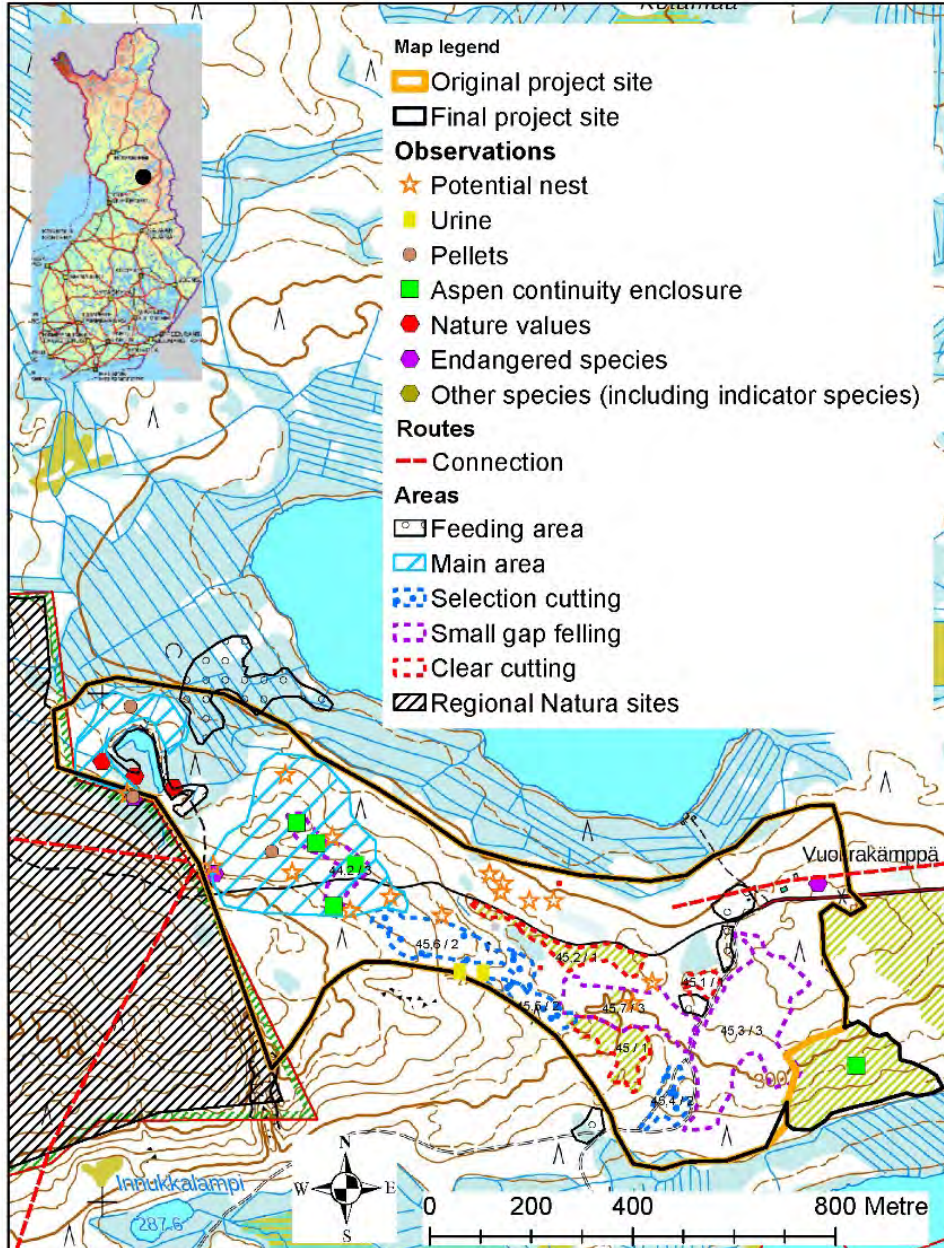 Map legend
Original project site
Final project site
Observations
Potential nest
Urine
Pellets
Aspen continuity enclosure
Nature values
Endangered species
Other species (including indicator species)
Routes
Connection
Areas
Feeding area
Main area
Selection cutting
Small gap felling
Clear cutting
Regional Natura sites
44,2 / 3
45,6 / 2
45,2 / 1
45,1 /
45,7 / 3
45,3 / 3
45 / 1
45,4 / 2
300
Innukkalampi
287.6
N
W E
S
0 200 400 800 Metre